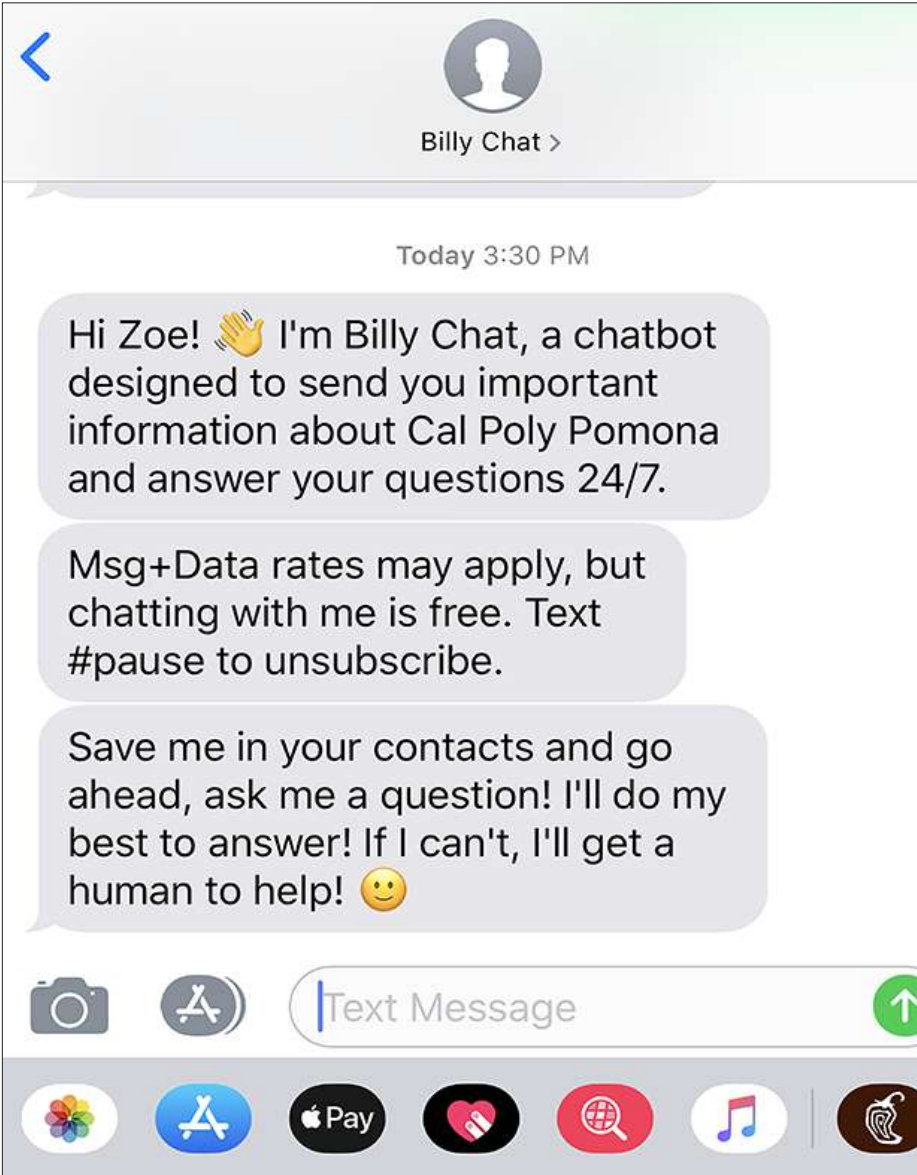 Billy Chat >
Today 3:30 PM
Hi Zoe! 👋 I'm Billy Chat, a chatbot
designed to send you important
information about Cal Poly Pomona
and answer your questions 24/7.
Msg+Data rates may apply, but
chatting with me is free. Text
#pause to unsubscribe.
Save me in your contacts and go
ahead, ask me a question! I'll do my
best to answer! If I can't, I'll get a
human to help! 🙂
Text Message
Pay